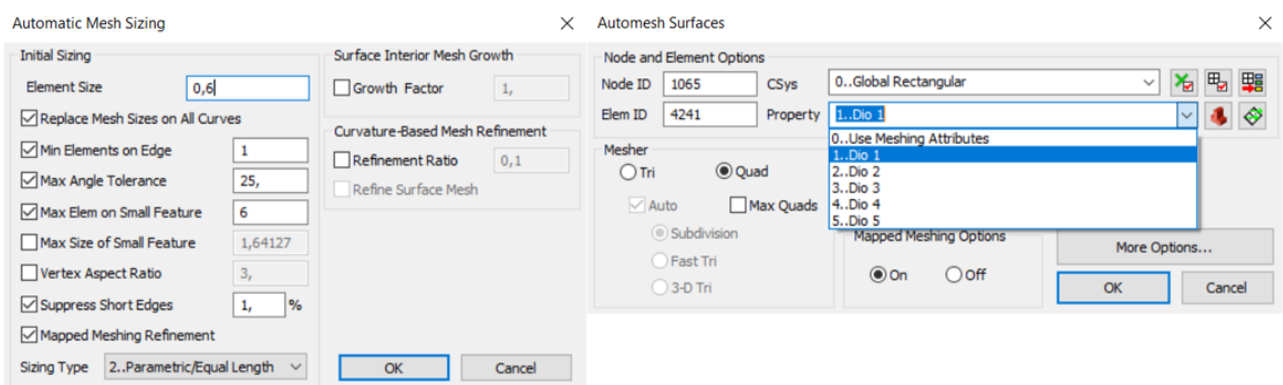 Automatic Mesh Sizing
Initial Sizing
Element Size 0,6
Replace Mesh Sizes on All Curves
Min Elements on Edge 1
Max Angle Tolerance 25,
Max Elem on Small Feature 6
Max Size of Small Feature 1,64127
Vertex Aspect Ratio 3,
Suppress Short Edges 1, %
Mapped Meshing Refinement
Sizing Type 2..Parametric/Equal Length
Surface Interior Mesh Growth
Growth Factor 1,
Curvature-Based Mesh Refinement
Refinement Ratio 0,1
Refine Surface Mesh
OK Cancel
Automesh Surfaces
Node and Element Options
Node ID 1065 CSys 0..Global Rectangular
Elem ID 4241 Property 1..Dio 1
0..Use Meshing Attributes
1..Dio 1
2..Dio 2
3..Dio 3
4..Dio 4
5..Dio 5
Mesher
Tri Quad
Auto Max Quads
Subdivision
Fast Tri
3-D Tri
Mapped Meshing Options
On Off
More Options...
OK Cancel